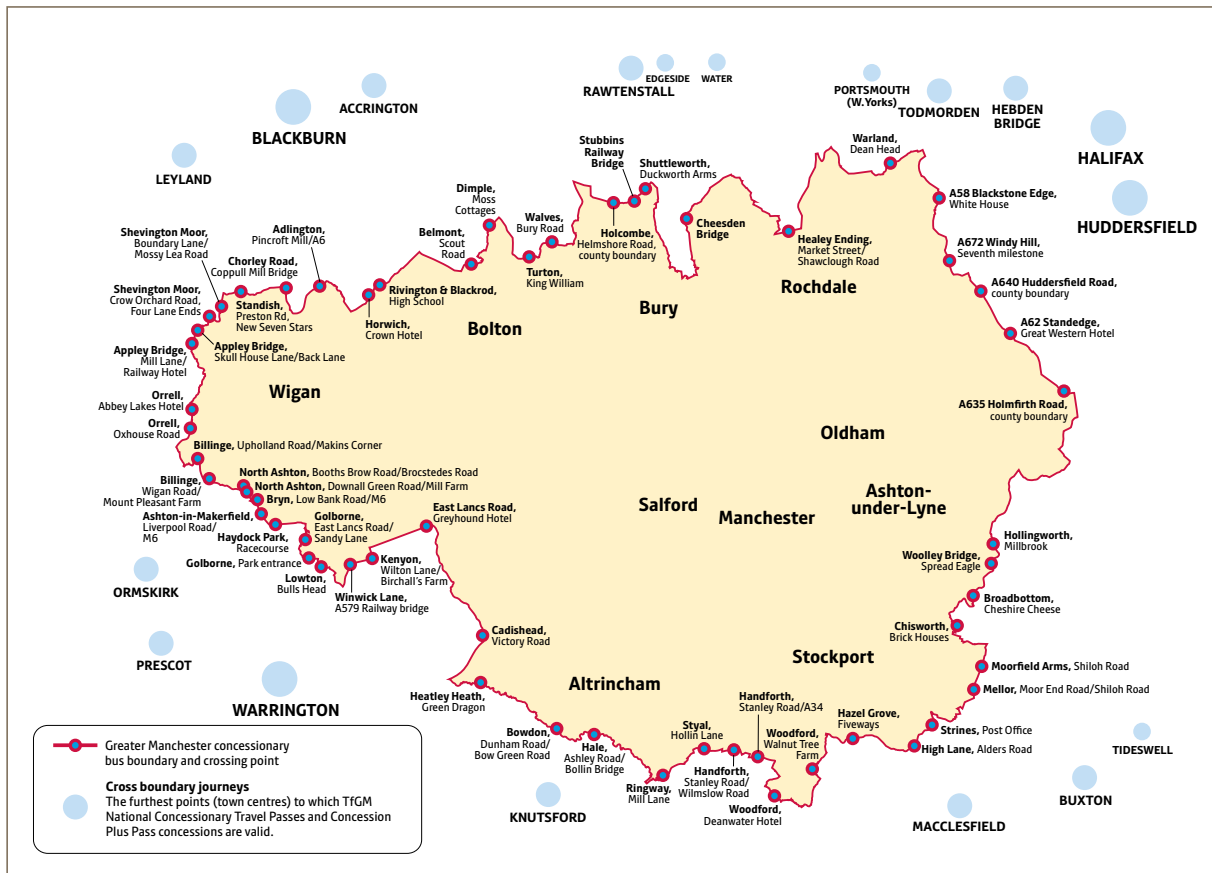 RAWTENSTALL
EDGESIDE
WATER
PORTSMOUTH
(W.Yorks)
TODMORDEN
HEBDEN
BRIDGE
ACCRINGTON
BLACKBURN
HALIFAX
LEYLAND
HUDDERSFIELD
Stubbins
Railway
Bridge
Shuttleworth,
Duckworth Arms
Warland,
Dean Head
A58 Blackstone Edge,
White House
Dimple,
Moss
Cottages
Walves,
Bury Road
Holcombe,
Helmshore Road,
county boundary
Cheesden
Bridge
Healey Ending,
Market Street/
Shawclough Road
A672 Windy Hill,
Seventh milestone
Shevington Moor,
Boundary Lane/
Mossy Lea Road
Adlington,
Pincroft Mill/A6
Belmont,
Scout
Road
Turton,
King William
Chorley Road,
Coppull Mill Bridge
Rivington & Blackrod,
High School
Rochdale
A640 Huddersfield Road,
county boundary
Shevington Moor,
Crow Orchard Road,
Four Lane Ends
Standish,
Preston Rd,
New Seven Stars
Horwich,
Crown Hotel
Bolton
Bury
A62 Standedge,
Great Western Hotel
Appley Bridge,
Mill Lane/
Railway Hotel
Appley Bridge,
Skull House Lane/Back Lane
Wigan
Orrell,
Abbey Lakes Hotel
A635 Holmfirth Road,
county boundary
Orrell,
Oxhouse Road
Oldham
Billinge, Upholland Road/Makins Corner
Billinge,
Wigan Road/
Mount Pleasant Farm
North Ashton, Booths Brow Road/Brocstedes Road
North Ashton, Downall Green Road/Mill Farm
Bryn, Low Bank Road/M6
Ashton-in-Makerfield,
Liverpool Road/
M6
Golborne,
East Lancs Road/
Sandy Lane
East Lancs Road,
Greyhound Hotel
Salford
Manchester
Ashton-
under-Lyne
Haydock Park,
Racecourse
Golborne, Park entrance
Lowton,
Bulls Head
Winwick Lane,
A579 Railway bridge
Kenyon,
Wilton Lane/
Birchall's Farm
Hollingworth,
Millbrook
Woolley Bridge,
Spread Eagle
ORMSKIRK
Broadbottom,
Cheshire Cheese
Chisworth,
Brick Houses
Cadishead,
Victory Road
PRESCOT
Stockport
Moorfield Arms, Shiloh Road
WARRINGTON
Heatley Heath,
Green Dragon
Altrincham
Mellor, Moor End Road/Shiloh Road
Handforth,
Stanley Road/A34
Hazel Grove,
Fiveways
Strines, Post Office
Bowdon,
Dunham Road/
Bow Green Road
Hale,
Ashley Road/
Bollin Bridge
Styal,
Hollin Lane
Woodford,
Walnut Tree
Farm
High Lane, Alders Road
TIDESWELL
Ringway,
Mill Lane
Handforth,
Stanley Road/
Wilmslow Road
Woodford,
Deanwater Hotel
KNUTSFORD
MACCLESFIELD
BUXTON
Greater Manchester concessionary
bus boundary and crossing point
Cross boundary journeys
The furthest points (town centres) to which TfGM
National Concessionary Travel Passes and Concession
Plus Pass concessions are valid.